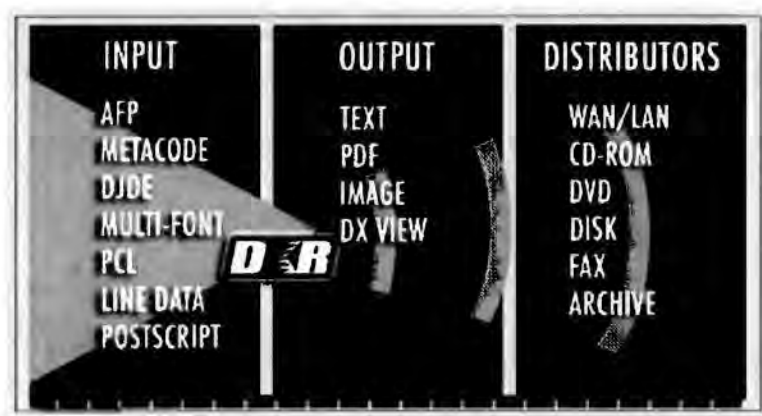 INPUT
AFP
METACODE
DJDE
MULTI-FONT
PCL
LINE DATA
POSTSCRIPT
OUTPUT
TEXT
PDF
IMAGE
DX VIEW
DISTRIBUTORS
WAN/LAN
CD-ROM
DVD
DISK
FAX
ARCHIVE